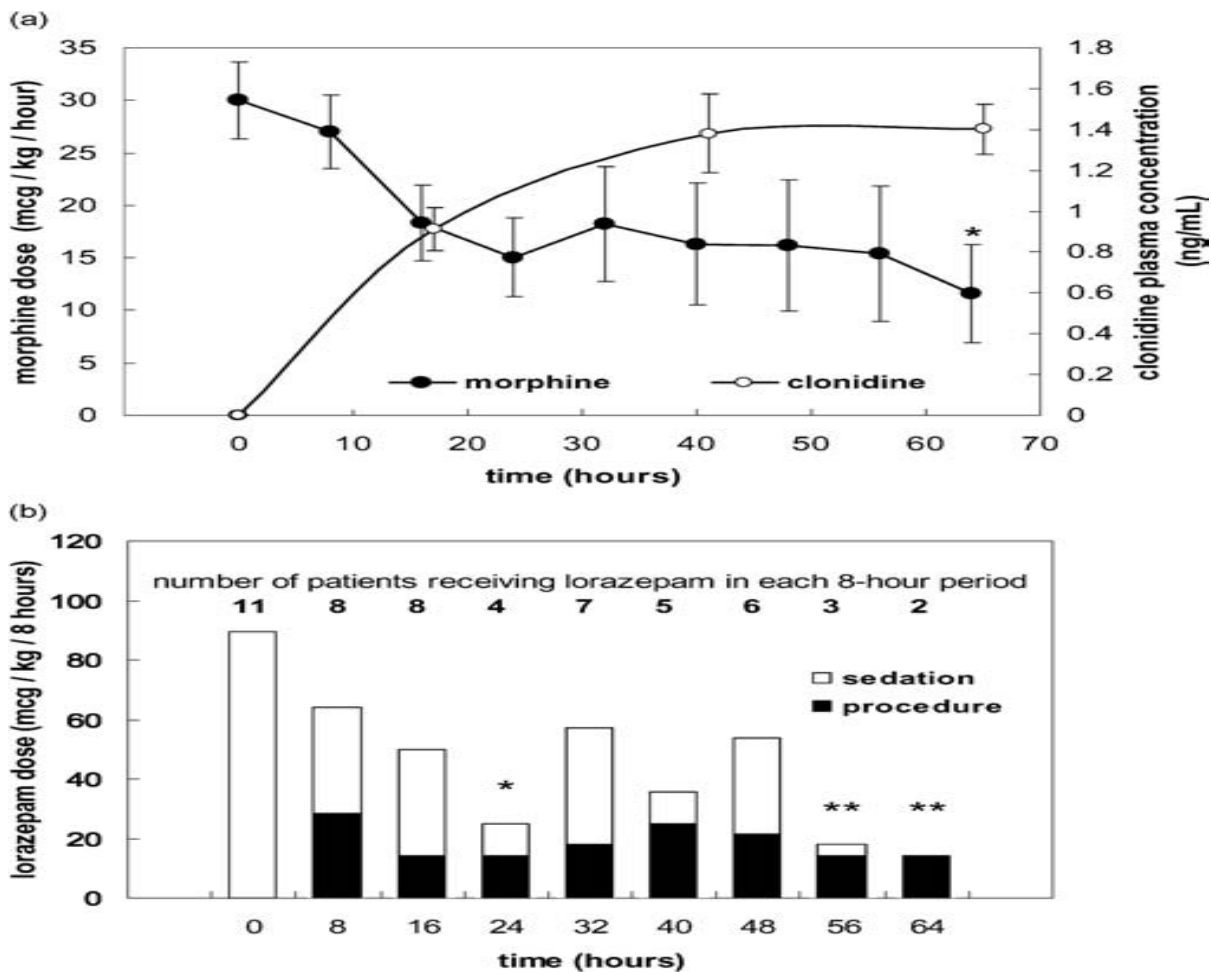 (a)
morphine dose (mcg / kg / hour)
35
30
25
20
15
10
5
0
1.8
1.6
1.4
1.2
1
0.8
0.6
0.4
0.2
0
clonidine plasma concentration
(ng/mL)
*
morphine
clonidine
0 10 20 30 40 50 60 70
time (hours)
(b)
lorazepam dose (mcg / kg / 8 hours)
120
100
80
60
40
20
0
number of patients receiving lorazepam in each 8-hour period
11 8 8 4 7 5 6 3 2
sedation
procedure
* ** **
0 8 16 24 32 40 48 56 64
time (hours)